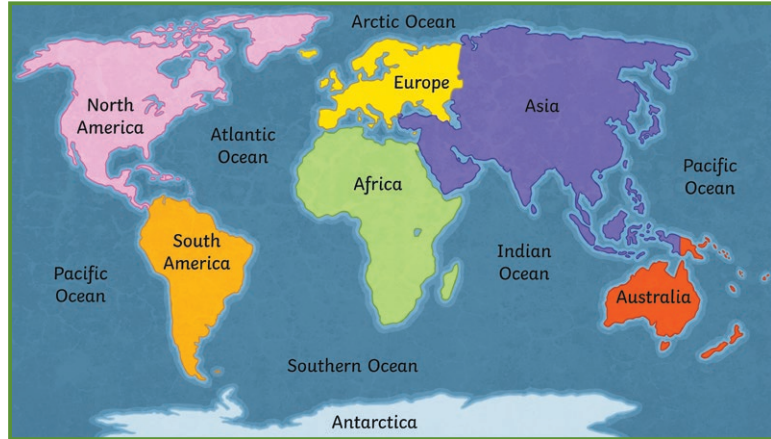 Arctic Ocean
North
America
Atlantic
Ocean
Europe
Asia
Pacific
Ocean
Africa
South
America
Indian
Ocean
Pacific
Ocean
Australia
Southern Ocean
Antarctica